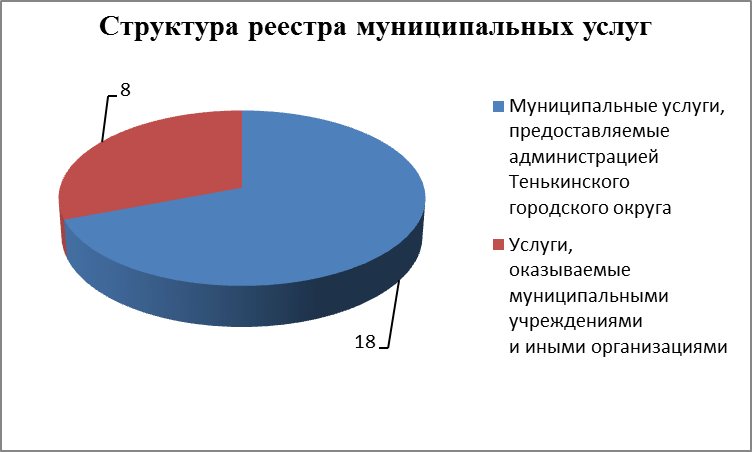 Структура реестра муниципальных услуг
8
18
Муниципальные услуги,
предоставляемые
администрацией
Тенькинского
городского округа
Услуги,
оказываемые
муниципальными
учреждениями
и иными организациями